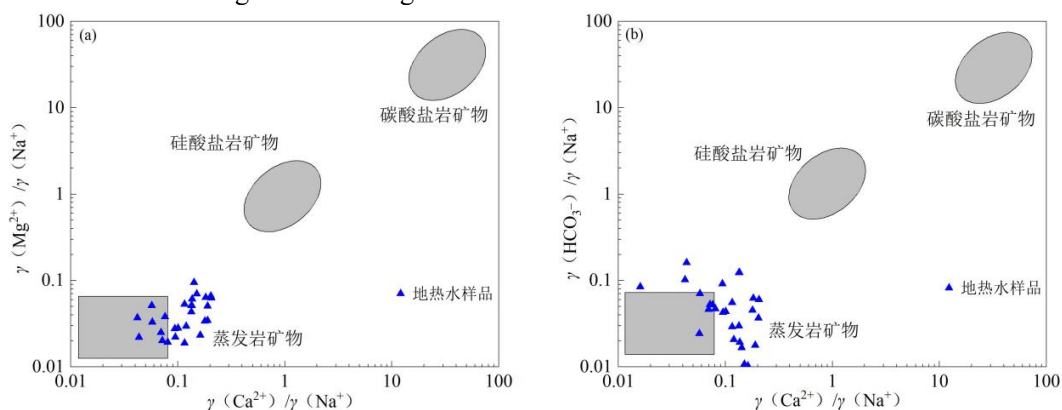 (a)
100
10
1
0.1
0.01
γ（Mg²⁺）/γ（Na⁺）
碳酸盐岩矿物
硅酸盐岩矿物
地热水样品
蒸发岩矿物
0.01 0.1 1 10 100
γ（Ca²⁺）/γ（Na⁺）
(b)
100
10
1
0.1
0.01
γ（HCO₃⁻）/γ（Na⁺）
碳酸盐岩矿物
硅酸盐岩矿物
地热水样品
蒸发岩矿物
0.01 0.1 1 10 100
γ（Ca²⁺）/γ（Na⁺）